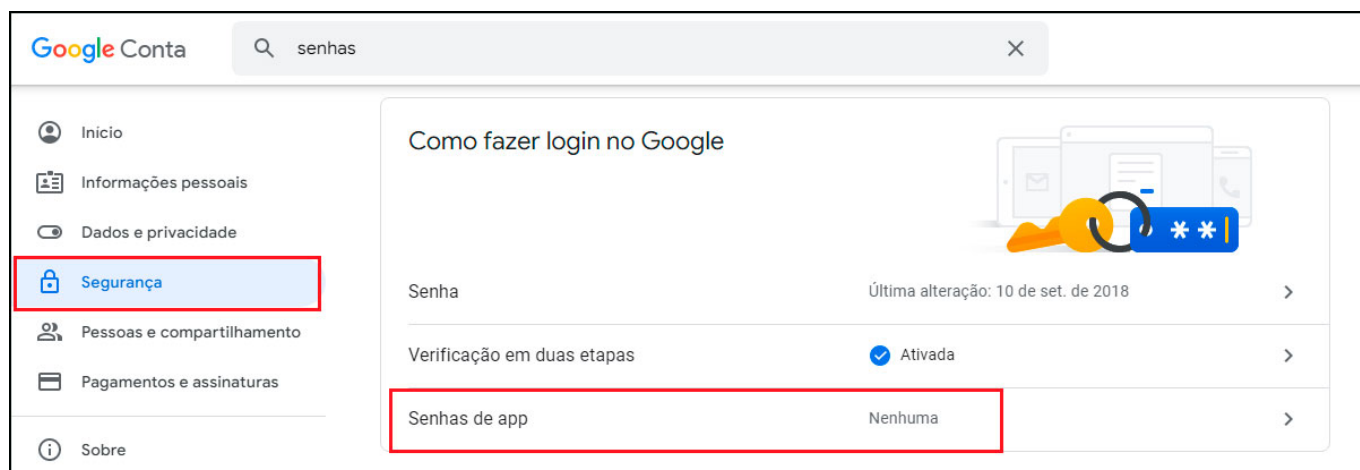 Google Conta
senhas
Início
Informações pessoais
Dados e privacidade
Segurança
Pessoas e compartilhamento
Pagamentos e assinaturas
Sobre
Como fazer login no Google
**
Senha Última alteração: 10 de set. de 2018
Verificação em duas etapas Ativada
Senhas de app Nenhuma